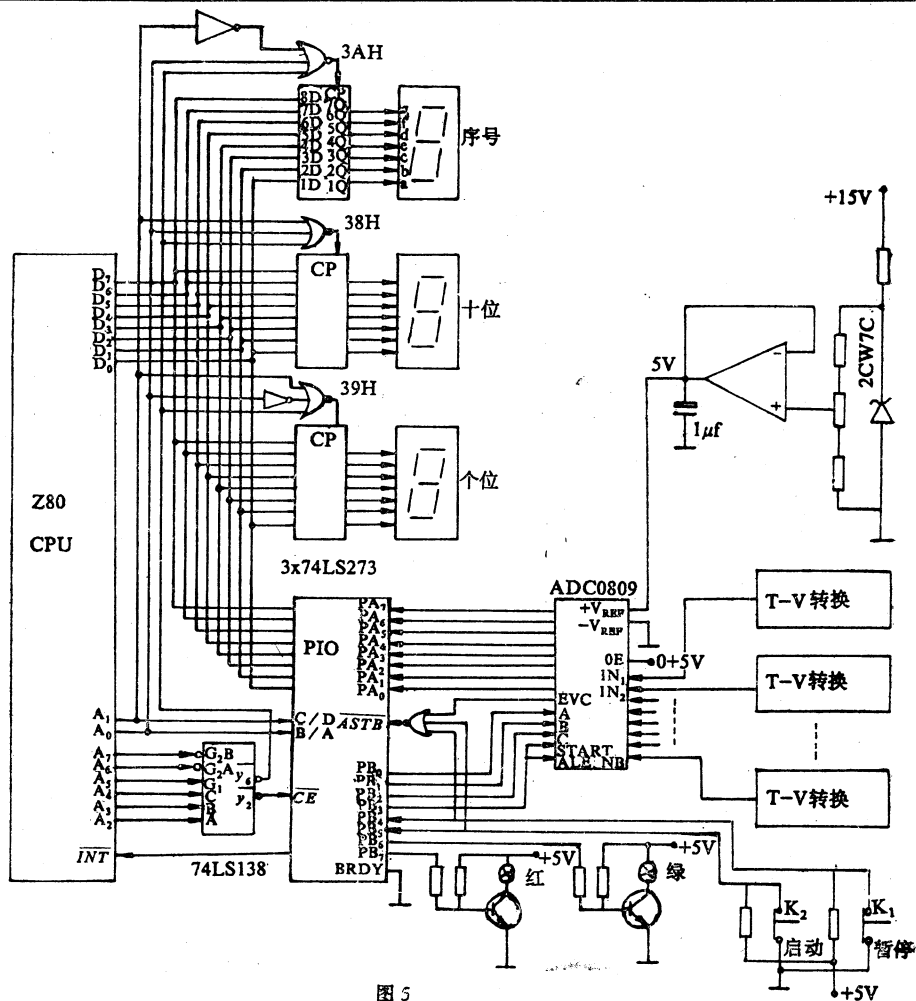 3AH
CP
8D 7Q
7D 6Q g
6D 5Q f
5D 4Q d
4D 3Q e
3D 2Q c
2D 1Q b
1D a
序号
+15V
38H
CP
十位
D7
D6
D5
D4
D3
D2
D1
D0
5V
1μf
2CW7C
39H
CP
个位
Z80
CPU
3x74LS273
ADC0809
+VREF
-VREF
0E
0+5V
IN1
IN2
T-V 转换
T-V 转换
T-V 转换
PIO
PA7
PA6
PA5
PA4
PA3
PA2
PA1
PA0
EVC
A
B
C
START
ALE NB
A1
A0
C/D ASTB
B/A
A7
A6
A5
A4
A3
A2
G2B
G2A y6
G1
C y2
B
A
CE
PB0
PB1
PB2
PB3
PB4
PB5
PB6
PB7
BRDY
INT
74LS138
+5V
红
+5V
绿
K2
启动
K1
暂停
+5V
图 5